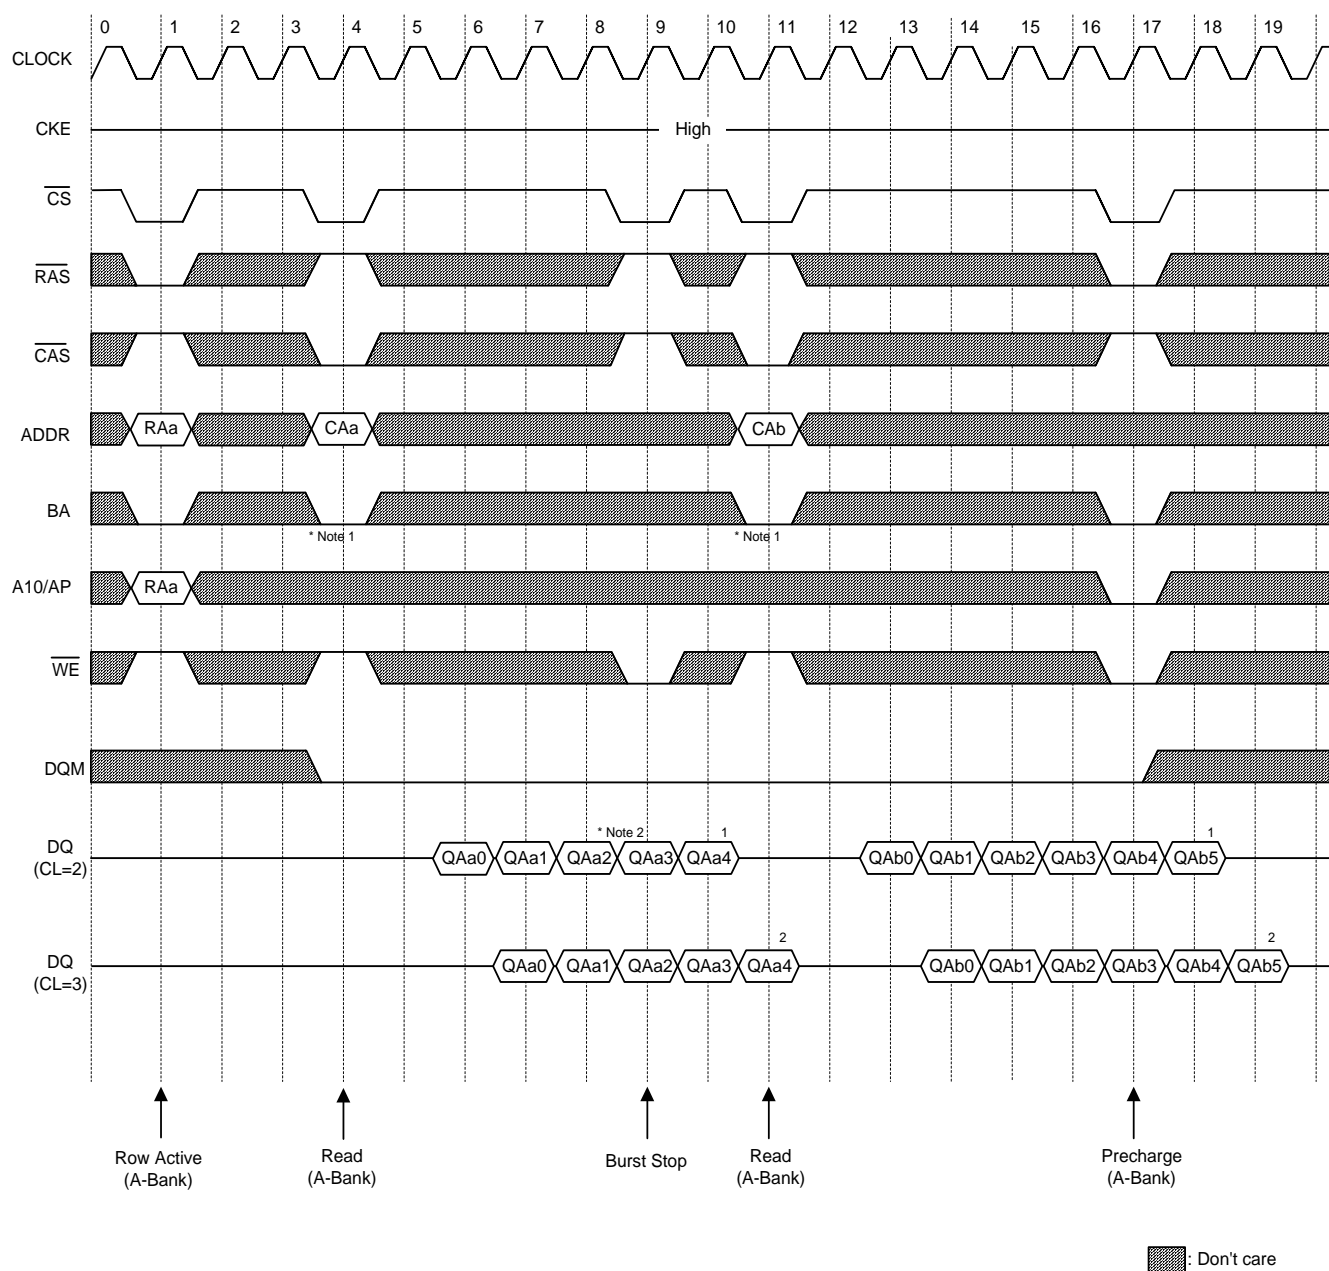 0 1 2 3 4 5 6 7 8 9 10 11 12 13 14 15 16 17 18 19
CLOCK
CKE High
CS
RAS
CAS
ADDR RAa CAa CAb
BA
* Note 1 * Note 1
A10/AP RAa
WE
DQM
* Note 2 1 1
DQ
(CL=2) QAa0 QAa1 QAa2 QAa3 QAa4 QAb0 QAb1 QAb2 QAb3 QAb4 QAb5
2 2
DQ
(CL=3) QAa0 QAa1 QAa2 QAa3 QAa4 QAb0 QAb1 QAb2 QAb3 QAb4 QAb5
Row Active
(A-Bank)
Read
(A-Bank)
Burst Stop
Read
(A-Bank)
Precharge
(A-Bank)
: Don't care